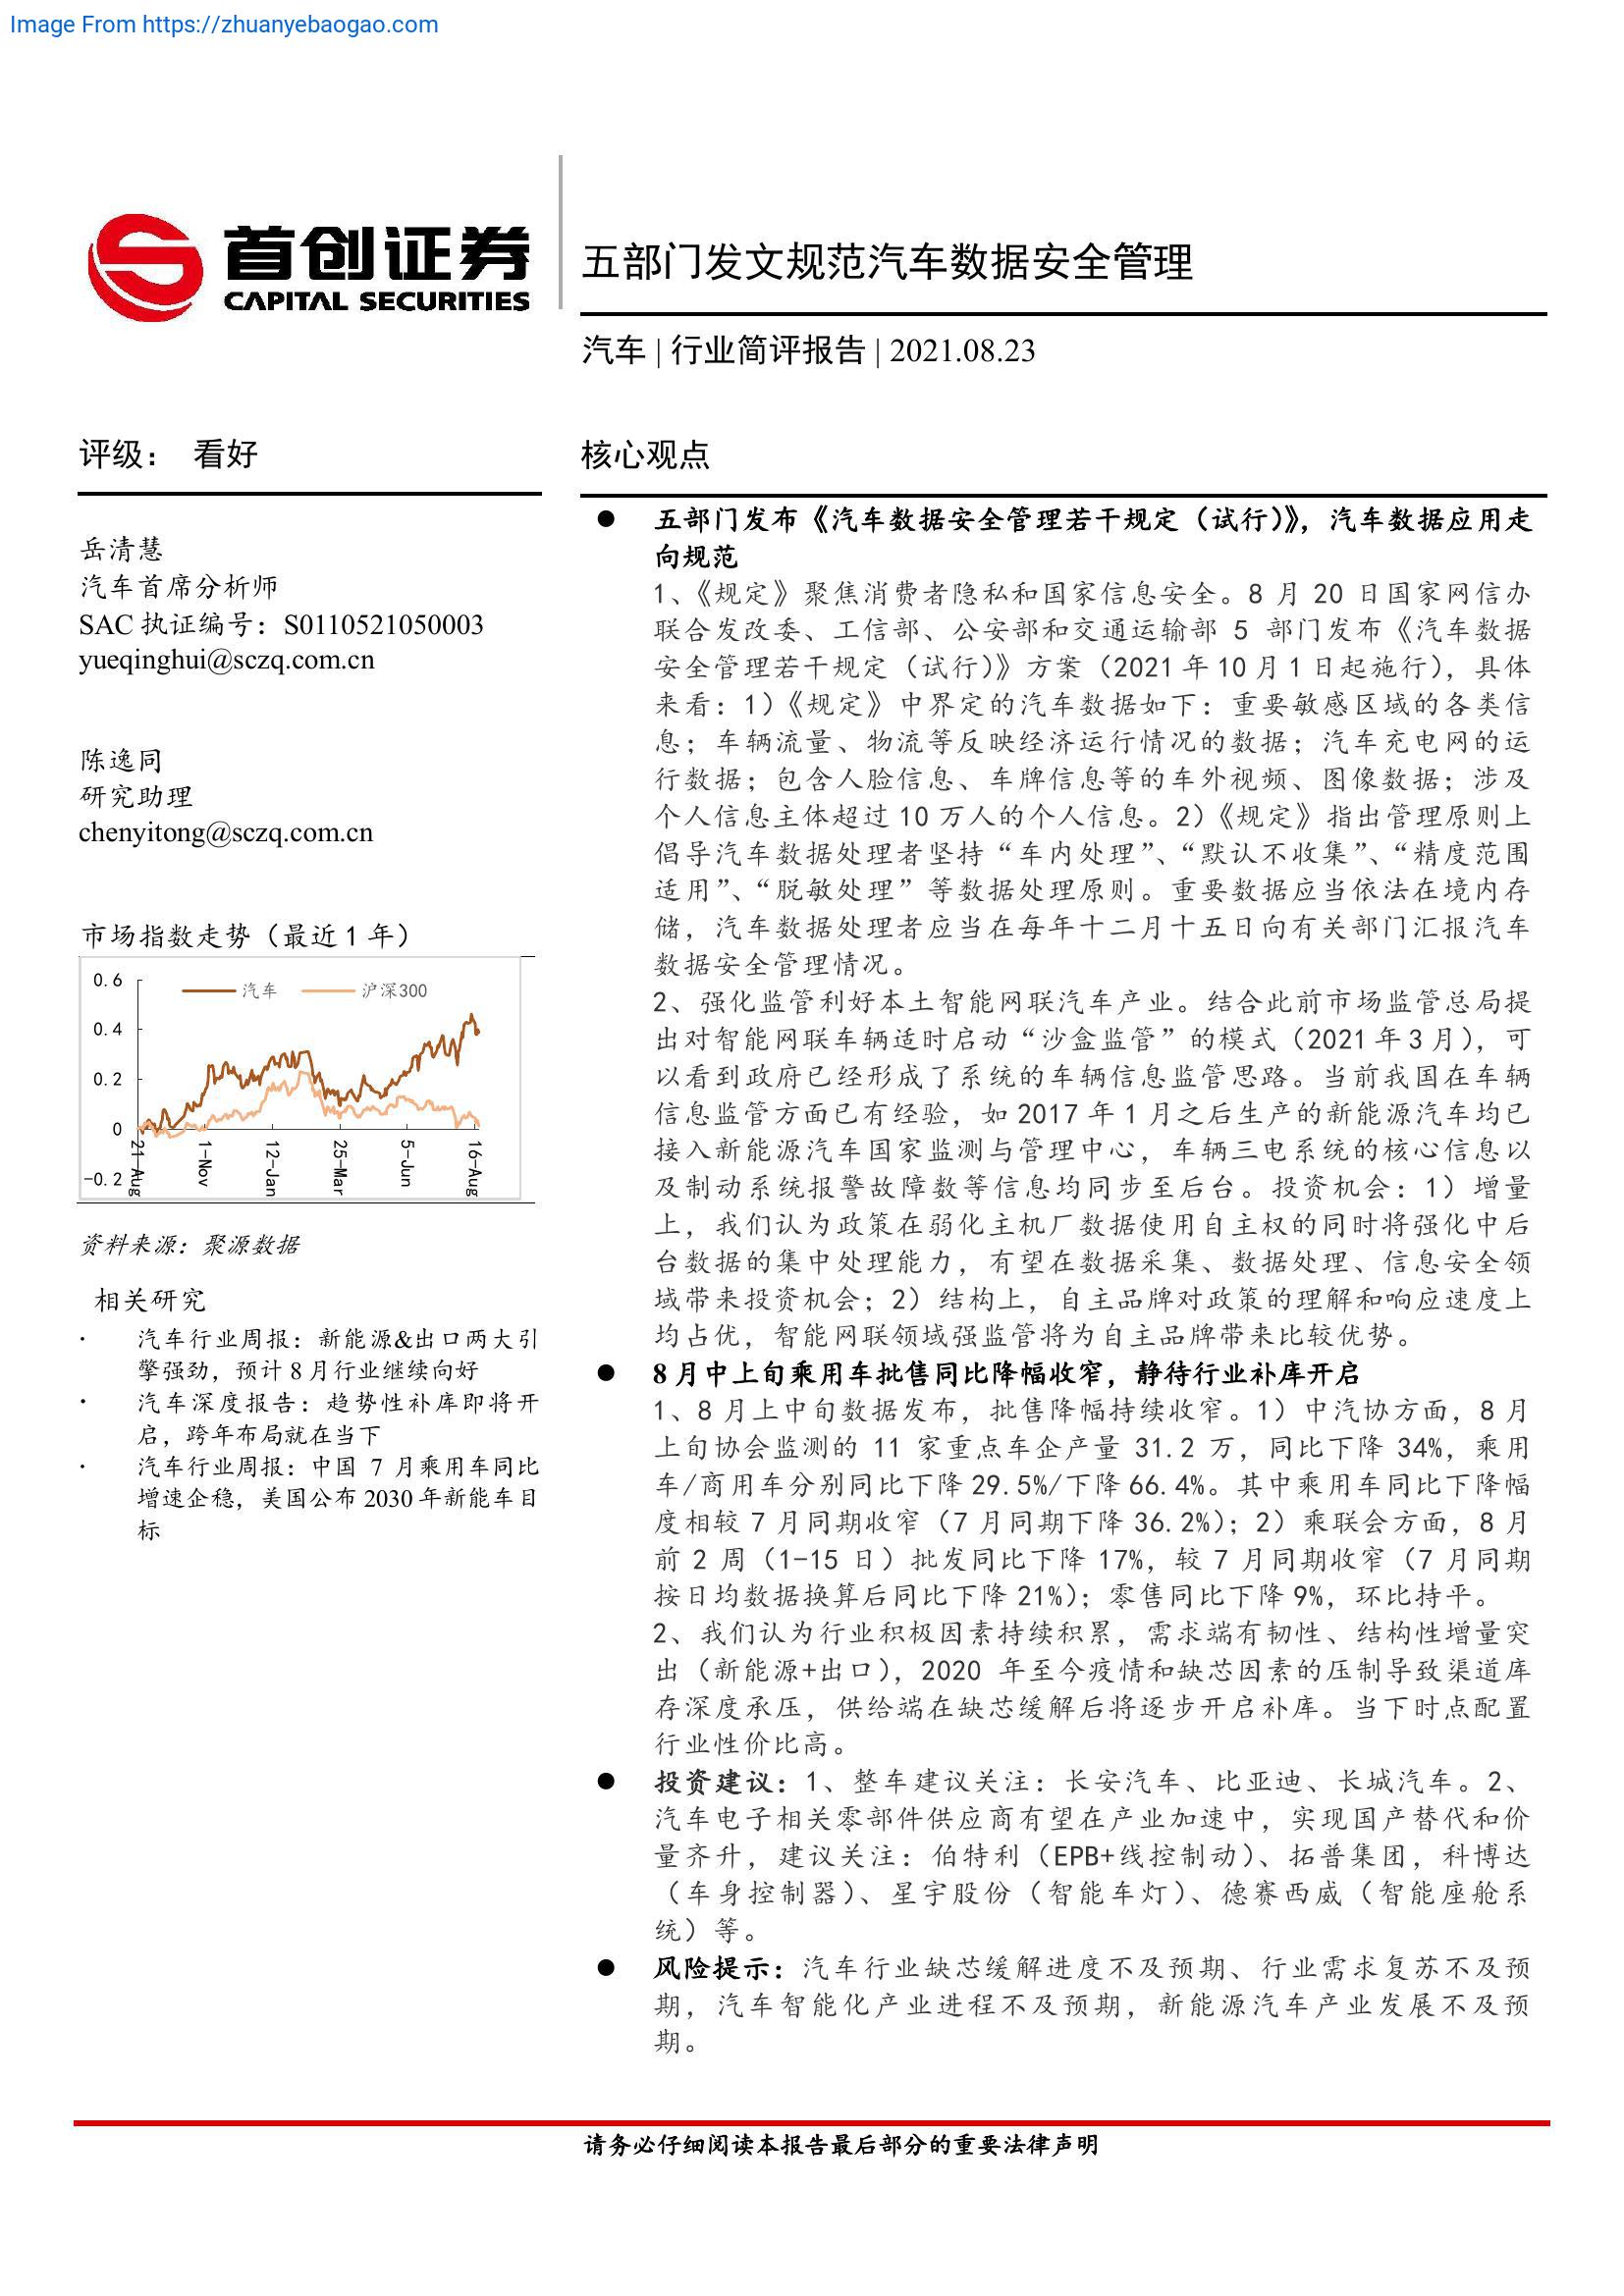 Image From https://zhuanyebaogao.com
首创证券
CAPITAL SECURITIES
五部门发文规范汽车数据安全管理
汽车 | 行业简评报告 | 2021.08.23
评级： 看好
岳清慧
汽车首席分析师
SAC 执证编号：S0110521050003
yueqinghui@sczq.com.cn
陈逸同
研究助理
chenyitong@sczq.com.cn
市场指数走势（最近 1 年）
汽车 沪深300
0.6
0.4
0.2
0
-0.2
21-Aug
1-Nov
12-Jan
25-Mar
5-Jun
16-Aug
资料来源：聚源数据
相关研究
· 汽车行业周报：新能源&出口两大引
擎强劲，预计 8 月行业继续向好
· 汽车深度报告：趋势性补库即将开
启，跨年布局就在当下
· 汽车行业周报：中国 7 月乘用车同比
增速企稳，美国公布 2030 年新能车目
标
核心观点
● 五部门发布《汽车数据安全管理若干规定（试行）》，汽车数据应用走
向规范
1、《规定》聚焦消费者隐私和国家信息安全。8 月 20 日国家网信办
联合发改委、工信部、公安部和交通运输部 5 部门发布《汽车数据
安全管理若干规定（试行）》方案（2021 年 10 月 1 日起施行），具体
来看：1）《规定》中界定的汽车数据如下：重要敏感区域的各类信
息；车辆流量、物流等反映经济运行情况的数据；汽车充电网的运
行数据；包含人脸信息、车牌信息等的车外视频、图像数据；涉及
个人信息主体超过 10 万人的个人信息。2）《规定》指出管理原则上
倡导汽车数据处理者坚持“车内处理”、“默认不收集”、“精度范围
适用”、“脱敏处理”等数据处理原则。重要数据应当依法在境内存
储，汽车数据处理者应当在每年十二月十五日向有关部门汇报汽车
数据安全管理情况。
2、强化监管利好本土智能网联汽车产业。结合此前市场监管总局提
出对智能网联车辆适时启动“沙盒监管”的模式（2021 年 3 月），可
以看到政府已经形成了系统的车辆信息监管思路。当前我国在车辆
信息监管方面已有经验，如 2017 年 1 月之后生产的新能源汽车均已
接入新能源汽车国家监测与管理中心，车辆三电系统的核心信息以
及制动系统报警故障数等信息均同步至后台。投资机会：1）增量
上，我们认为政策在弱化主机厂数据使用自主权的同时将强化中后
台数据的集中处理能力，有望在数据采集、数据处理、信息安全领
域带来投资机会；2）结构上，自主品牌对政策的理解和响应速度上
均占优，智能网联领域强监管将为自主品牌带来比较优势。
● 8 月中上旬乘用车批售同比降幅收窄，静待行业补库开启
1、8 月上中旬数据发布，批售降幅持续收窄。1）中汽协方面，8 月
上旬协会监测的 11 家重点车企产量 31.2 万，同比下降 34%，乘用
车/商用车分别同比下降 29.5%/下降 66.4%。其中乘用车同比下降幅
度相较 7 月同期收窄（7 月同期下降 36.2%）；2）乘联会方面，8 月
前 2 周（1-15 日）批发同比下降 17%，较 7 月同期收窄（7 月同期
按日均数据换算后同比下降 21%）；零售同比下降 9%，环比持平。
2、我们认为行业积极因素持续积累，需求端有韧性、结构性增量突
出（新能源+出口），2020 年至今疫情和缺芯因素的压制导致渠道库
存深度承压，供给端在缺芯缓解后将逐步开启补库。当下时点配置
行业性价比高。
● 投资建议：1、整车建议关注：长安汽车、比亚迪、长城汽车。2、
汽车电子相关零部件供应商有望在产业加速中，实现国产替代和价
量齐升，建议关注：伯特利（EPB+线控制动）、拓普集团，科博达
（车身控制器）、星宇股份（智能车灯）、德赛西威（智能座舱系
统）等。
● 风险提示：汽车行业缺芯缓解进度不及预期、行业需求复苏不及预
期，汽车智能化产业进程不及预期，新能源汽车产业发展不及预
期。
请务必仔细阅读本报告最后部分的重要法律声明